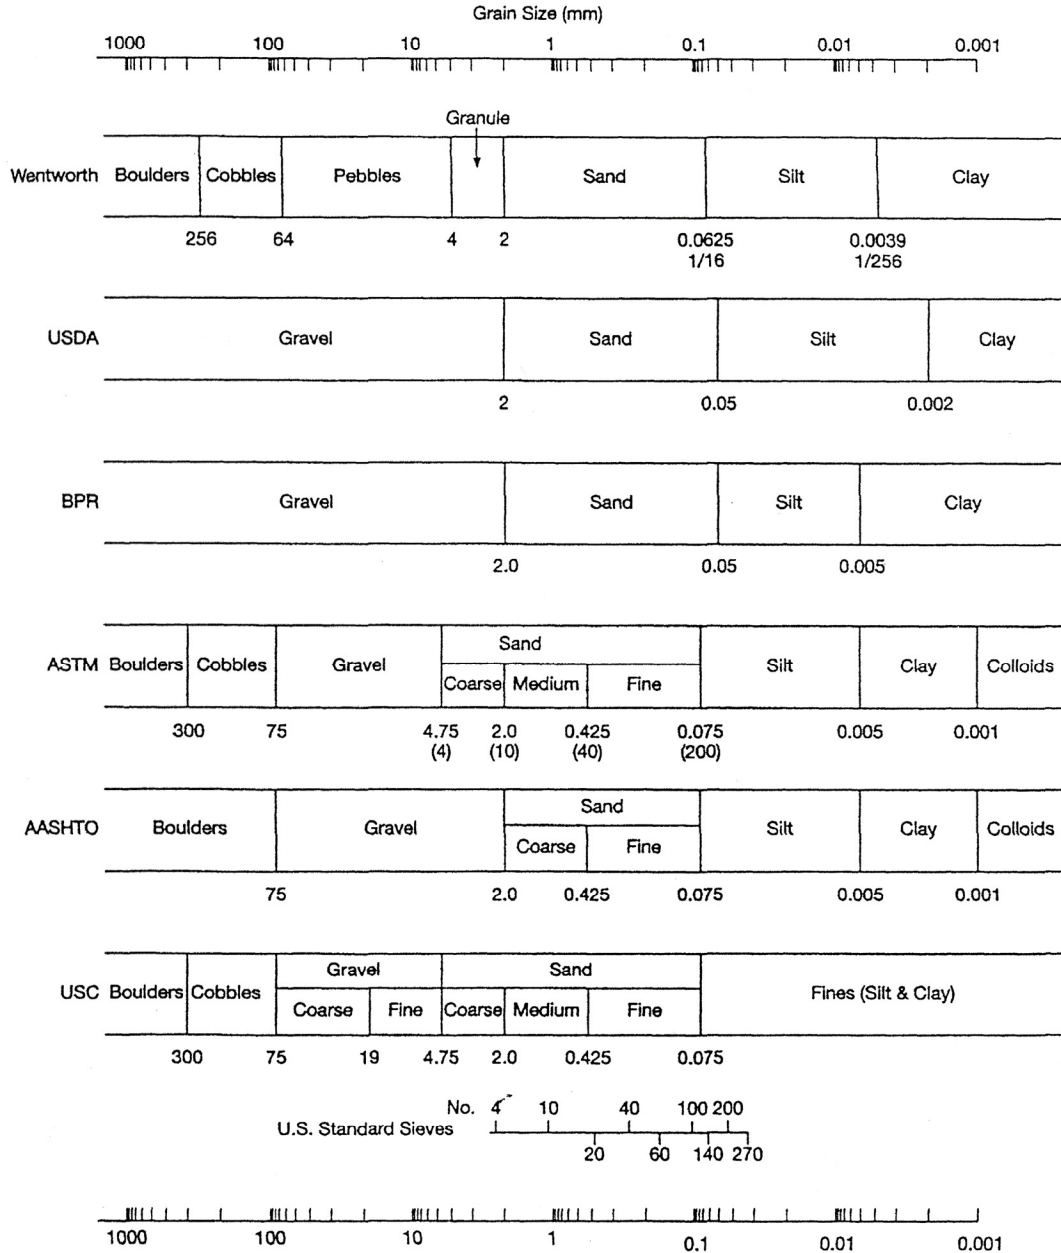 Grain Size (mm)
1000 100 10 1 0.1 0.01 0.001
Granule
Wentworth Boulders Cobbles Pebbles Sand Silt Clay
256 64 4 2 0.0625 0.0039
1/16 1/256
USDA Gravel Sand Silt Clay
2 0.05 0.002
BPR Gravel Sand Silt Clay
2.0 0.05 0.005
Sand
ASTM Boulders Cobbles Gravel Silt Clay Colloids
Coarse Medium Fine
300 75 4.75 2.0 0.425 0.075 0.005 0.001
(4) (10) (40) (200)
Sand
AASHTO Boulders Gravel Silt Clay Colloids
Coarse Fine
75 2.0 0.425 0.075 0.005 0.001
Gravel Sand
USC Boulders Cobbles Fines (Silt & Clay)
Coarse Fine Coarse Medium Fine
300 75 19 4.75 2.0 0.425 0.075
No. 4 10 40 100 200
U.S. Standard Sieves
20 60 140 270
1000 100 10 1 0.1 0.01 0.001